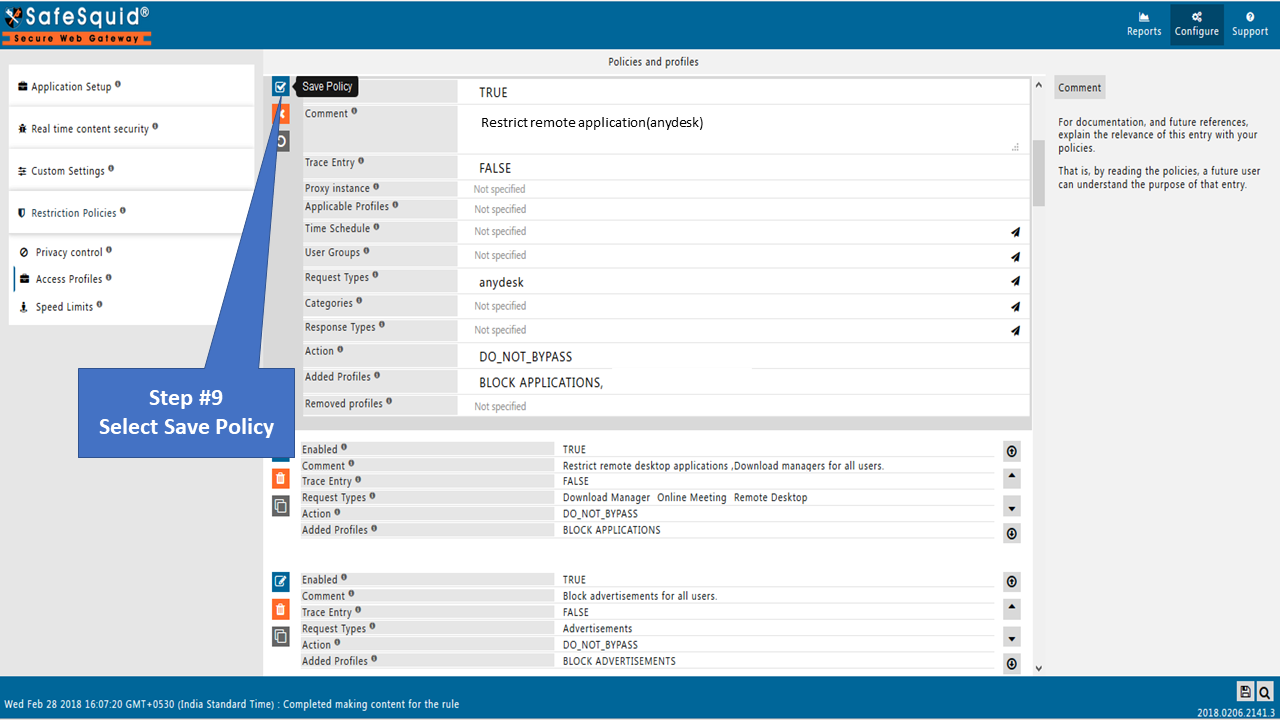 SafeSquid®
Secure Web Gateway
Reports
Configure
Support
Application Setup
Real time content security
Custom Settings
Restriction Policies
Privacy control
Access Profiles
Speed Limits
Policies and profiles
Save Policy
TRUE
Comment
Restrict remote application(anydesk)
Trace Entry
FALSE
Proxy instance
Not specified
Applicable Profiles
Not specified
Time Schedule
Not specified
User Groups
Not specified
Request Types
anydesk
Categories
Not specified
Response Types
Not specified
Action
DO_NOT_BYPASS
Added Profiles
BLOCK APPLICATIONS,
Removed profiles
Not specified
Step #9
Select Save Policy
Enabled
TRUE
Comment
Restrict remote desktop applications ,Download managers for all users.
Trace Entry
FALSE
Request Types
Download Manager Online Meeting Remote Desktop
Action
DO_NOT_BYPASS
Added Profiles
BLOCK APPLICATIONS
Enabled
TRUE
Comment
Block advertisements for all users.
Trace Entry
FALSE
Request Types
Advertisements
Action
DO_NOT_BYPASS
Added Profiles
BLOCK ADVERTISEMENTS
Comment
For documentation, and future references,
explain the relevance of this entry with your
policies.
That is, by reading the policies, a future user
can understand the purpose of that entry.
Wed Feb 28 2018 16:07:20 GMT+0530 (India Standard Time) : Completed making content for the rule
2018.0206.2141.3